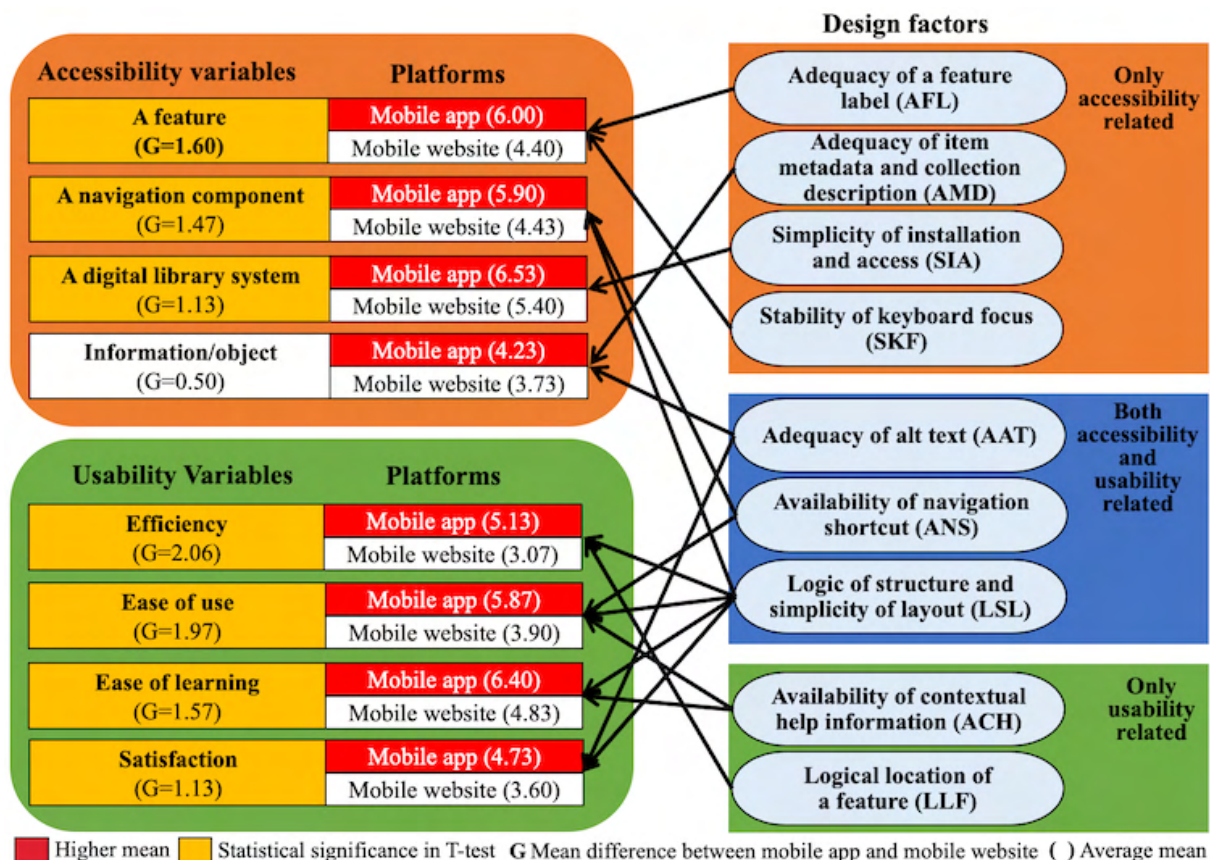 Design factors
Accessibility variables
Platforms
A feature
(G=1.60)
Mobile app (6.00)
Mobile website (4.40)
A navigation component
(G=1.47)
Mobile app (5.90)
Mobile website (4.43)
A digital library system
(G=1.13)
Mobile app (6.53)
Mobile website (5.40)
Information/object
(G=0.50)
Mobile app (4.23)
Mobile website (3.73)
Usability Variables
Platforms
Efficiency
(G=2.06)
Mobile app (5.13)
Mobile website (3.07)
Ease of use
(G=1.97)
Mobile app (5.87)
Mobile website (3.90)
Ease of learning
(G=1.57)
Mobile app (6.40)
Mobile website (4.83)
Satisfaction
(G=1.13)
Mobile app (4.73)
Mobile website (3.60)
Adequacy of a feature
label (AFL)
Adequacy of item
metadata and collection
description (AMD)
Simplicity of installation
and access (SIA)
Stability of keyboard focus
(SKF)
Only
accessibility
related
Adequacy of alt text (AAT)
Availability of navigation
shortcut (ANS)
Logic of structure and
simplicity of layout (LSL)
Both
accessibility
and
usability
related
Availability of contextual
help information (ACH)
Logical location of
a feature (LLF)
Only
usability
related
Higher mean
Statistical significance in T-test
G Mean difference between mobile app and mobile website
( ) Average mean